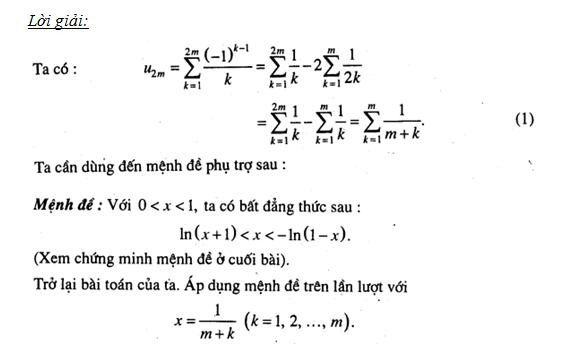 Lời giải:
Ta có : u_{2m} = \sum_{k=1}^{2m} \frac{(-1)^{k-1}}{k} = \sum_{k=1}^{2m} \frac{1}{k} - 2 \sum_{k=1}^{m} \frac{1}{2k}
= \sum_{k=1}^{2m} \frac{1}{k} - \sum_{k=1}^{m} \frac{1}{k} = \sum_{k=1}^{m} \frac{1}{m+k}. (1)
Ta cần dùng đến mệnh đề phụ trợ sau :
Mệnh đề : Với 0 < x < 1, ta có bất đẳng thức sau :
ln(x+1) < x < -ln(1-x).
(Xem chứng minh mệnh đề ở cuối bài).
Trở lại bài toán của ta. Áp dụng mệnh đề trên lần lượt với
x = \frac{1}{m+k} (k = 1, 2, ..., m).